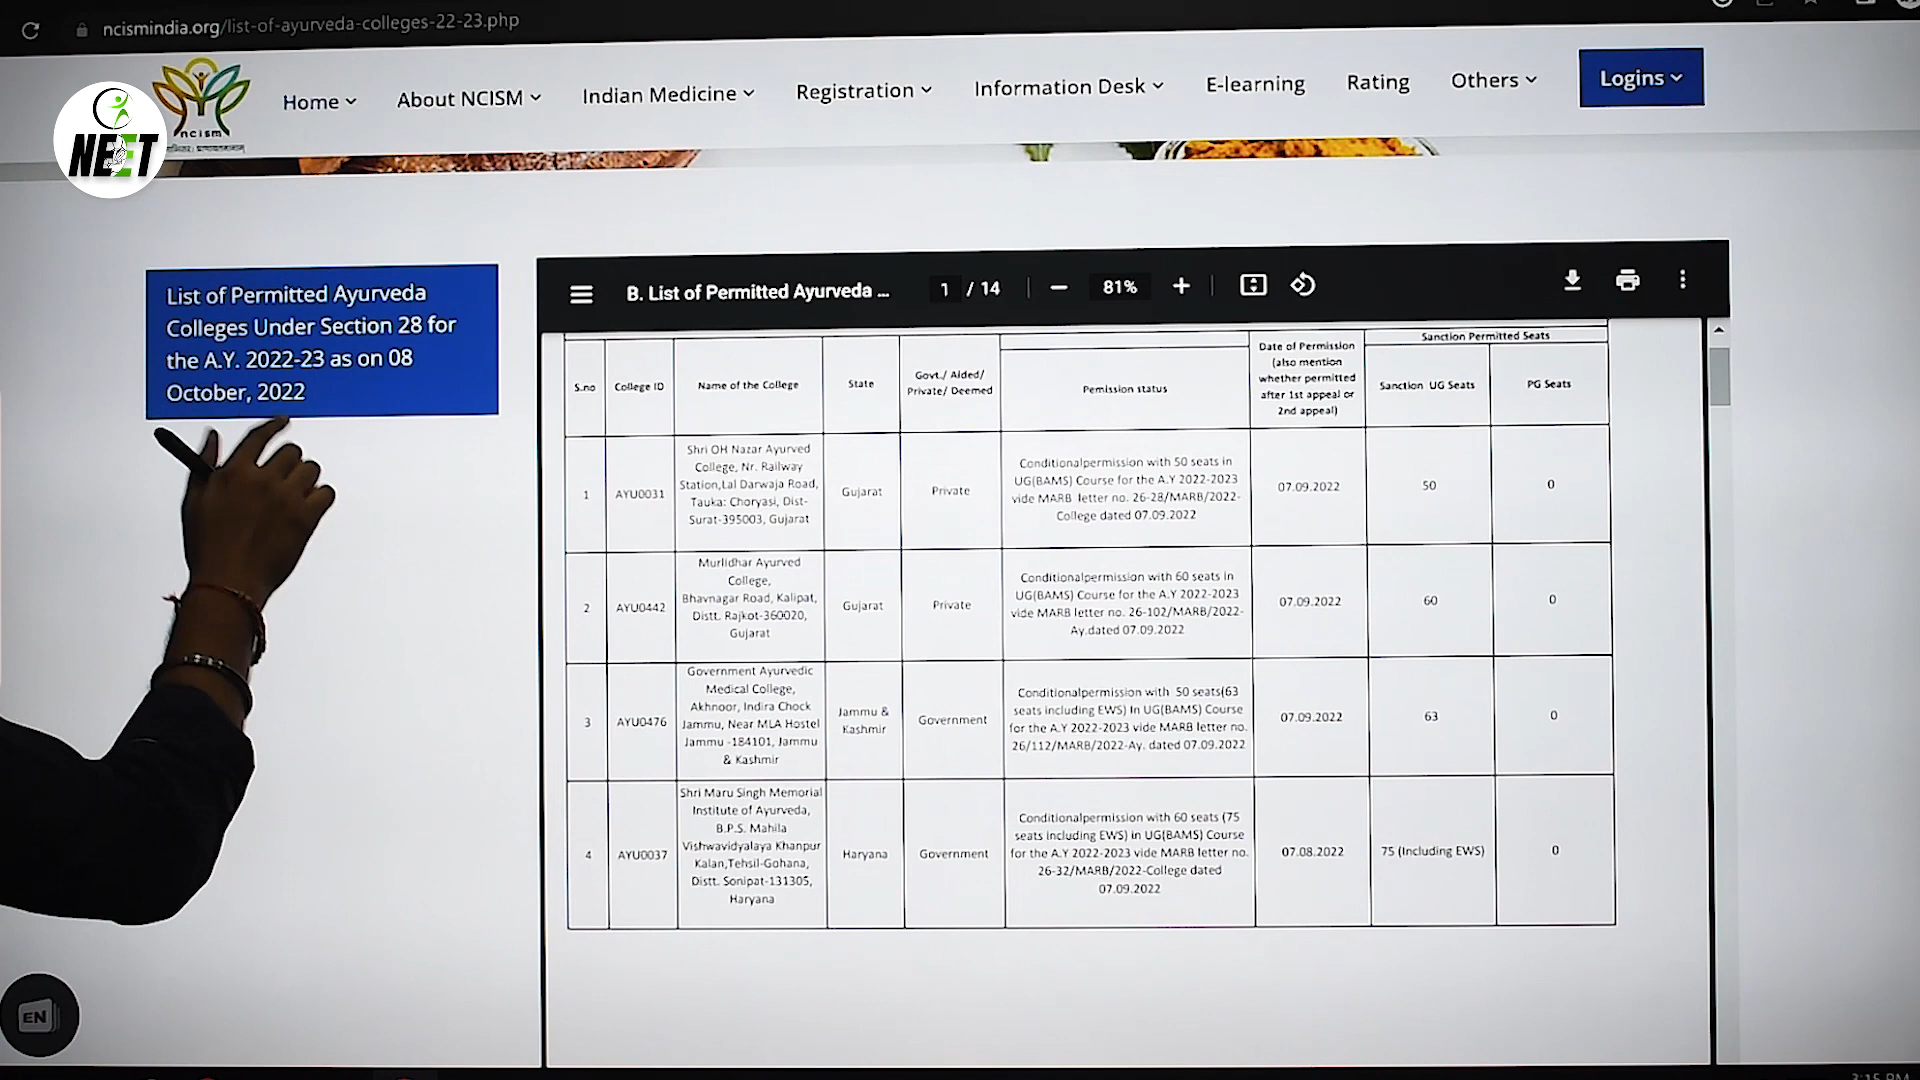 ncismindia.org/list-of-ayurveda-colleges-22-23.php
NEET
ncism
Home
About NCISM
Indian Medicine
Registration
Information Desk
E-learning
Rating
Others
Logins
List of Permitted Ayurveda
Colleges Under Section 28 for
the A.Y. 2022-23 as on 08
October, 2022
B. List of Permitted Ayurveda ...
1 / 14
81%
Sanction Permitted Seats
S.no
College ID
Name of the College
State
Govt./ Aided/
Private/ Deemed
Pemission status
Date of Permission
(also mention
whether permitted
after 1st appeal or
2nd appeal)
Sanction UG Seats
PG Seats
1
AYU0031
Shri OH Nazar Ayurved
College, Nr. Railway
Station,Lal Darwaja Road,
Tauka: Choryasi, Dist-
Surat-395003, Gujarat
Gujarat
Private
Conditionalpermission with 50 seats in
UG(BAMS) Course for the A.Y 2022-2023
vide MARB letter no. 26-28/MARB/2022-
College dated 07.09.2022
07.09.2022
50
0
2
AYU0442
Murlidhar Ayurved
College,
Bhavnagar Road, Kalipat,
Distt. Rajkot-360020,
Gujarat
Gujarat
Private
Conditionalpermission with 60 seats in
UG(BAMS) Course for the A.Y 2022-2023
vide MARB letter no. 26-102/MARB/2022-
Ay.dated 07.09.2022
07.09.2022
60
0
3
AYU0476
Government Ayurvedic
Medical College,
Akhnoor, Indira Chock
Jammu, Near MLA Hostel
Jammu -184101, Jammu
& Kashmir
Jammu &
Kashmir
Government
Conditionalpermission with 50 seats(63
seats including EWS) In UG(BAMS) Course
for the A.Y 2022-2023 vide MARB letter no.
26/112/MARB/2022-Ay. dated 07.09.2022
07.09.2022
63
0
4
AYU0037
Shri Maru Singh Memorial
Institute of Ayurveda,
B.P.S. Mahila
Vishwavidyalaya Khanpur
Kalan,Tehsil-Gohana,
Distt. Sonipat-131305,
Haryana
Haryana
Government
Conditionalpermission with 60 seats (75
seats including EWS) in UG(BAMS) Course
for the A.Y 2022-2023 vide MARB letter no.
26-32/MARB/2022-College dated
07.09.2022
07.08.2022
75 (Including EWS)
0
EN